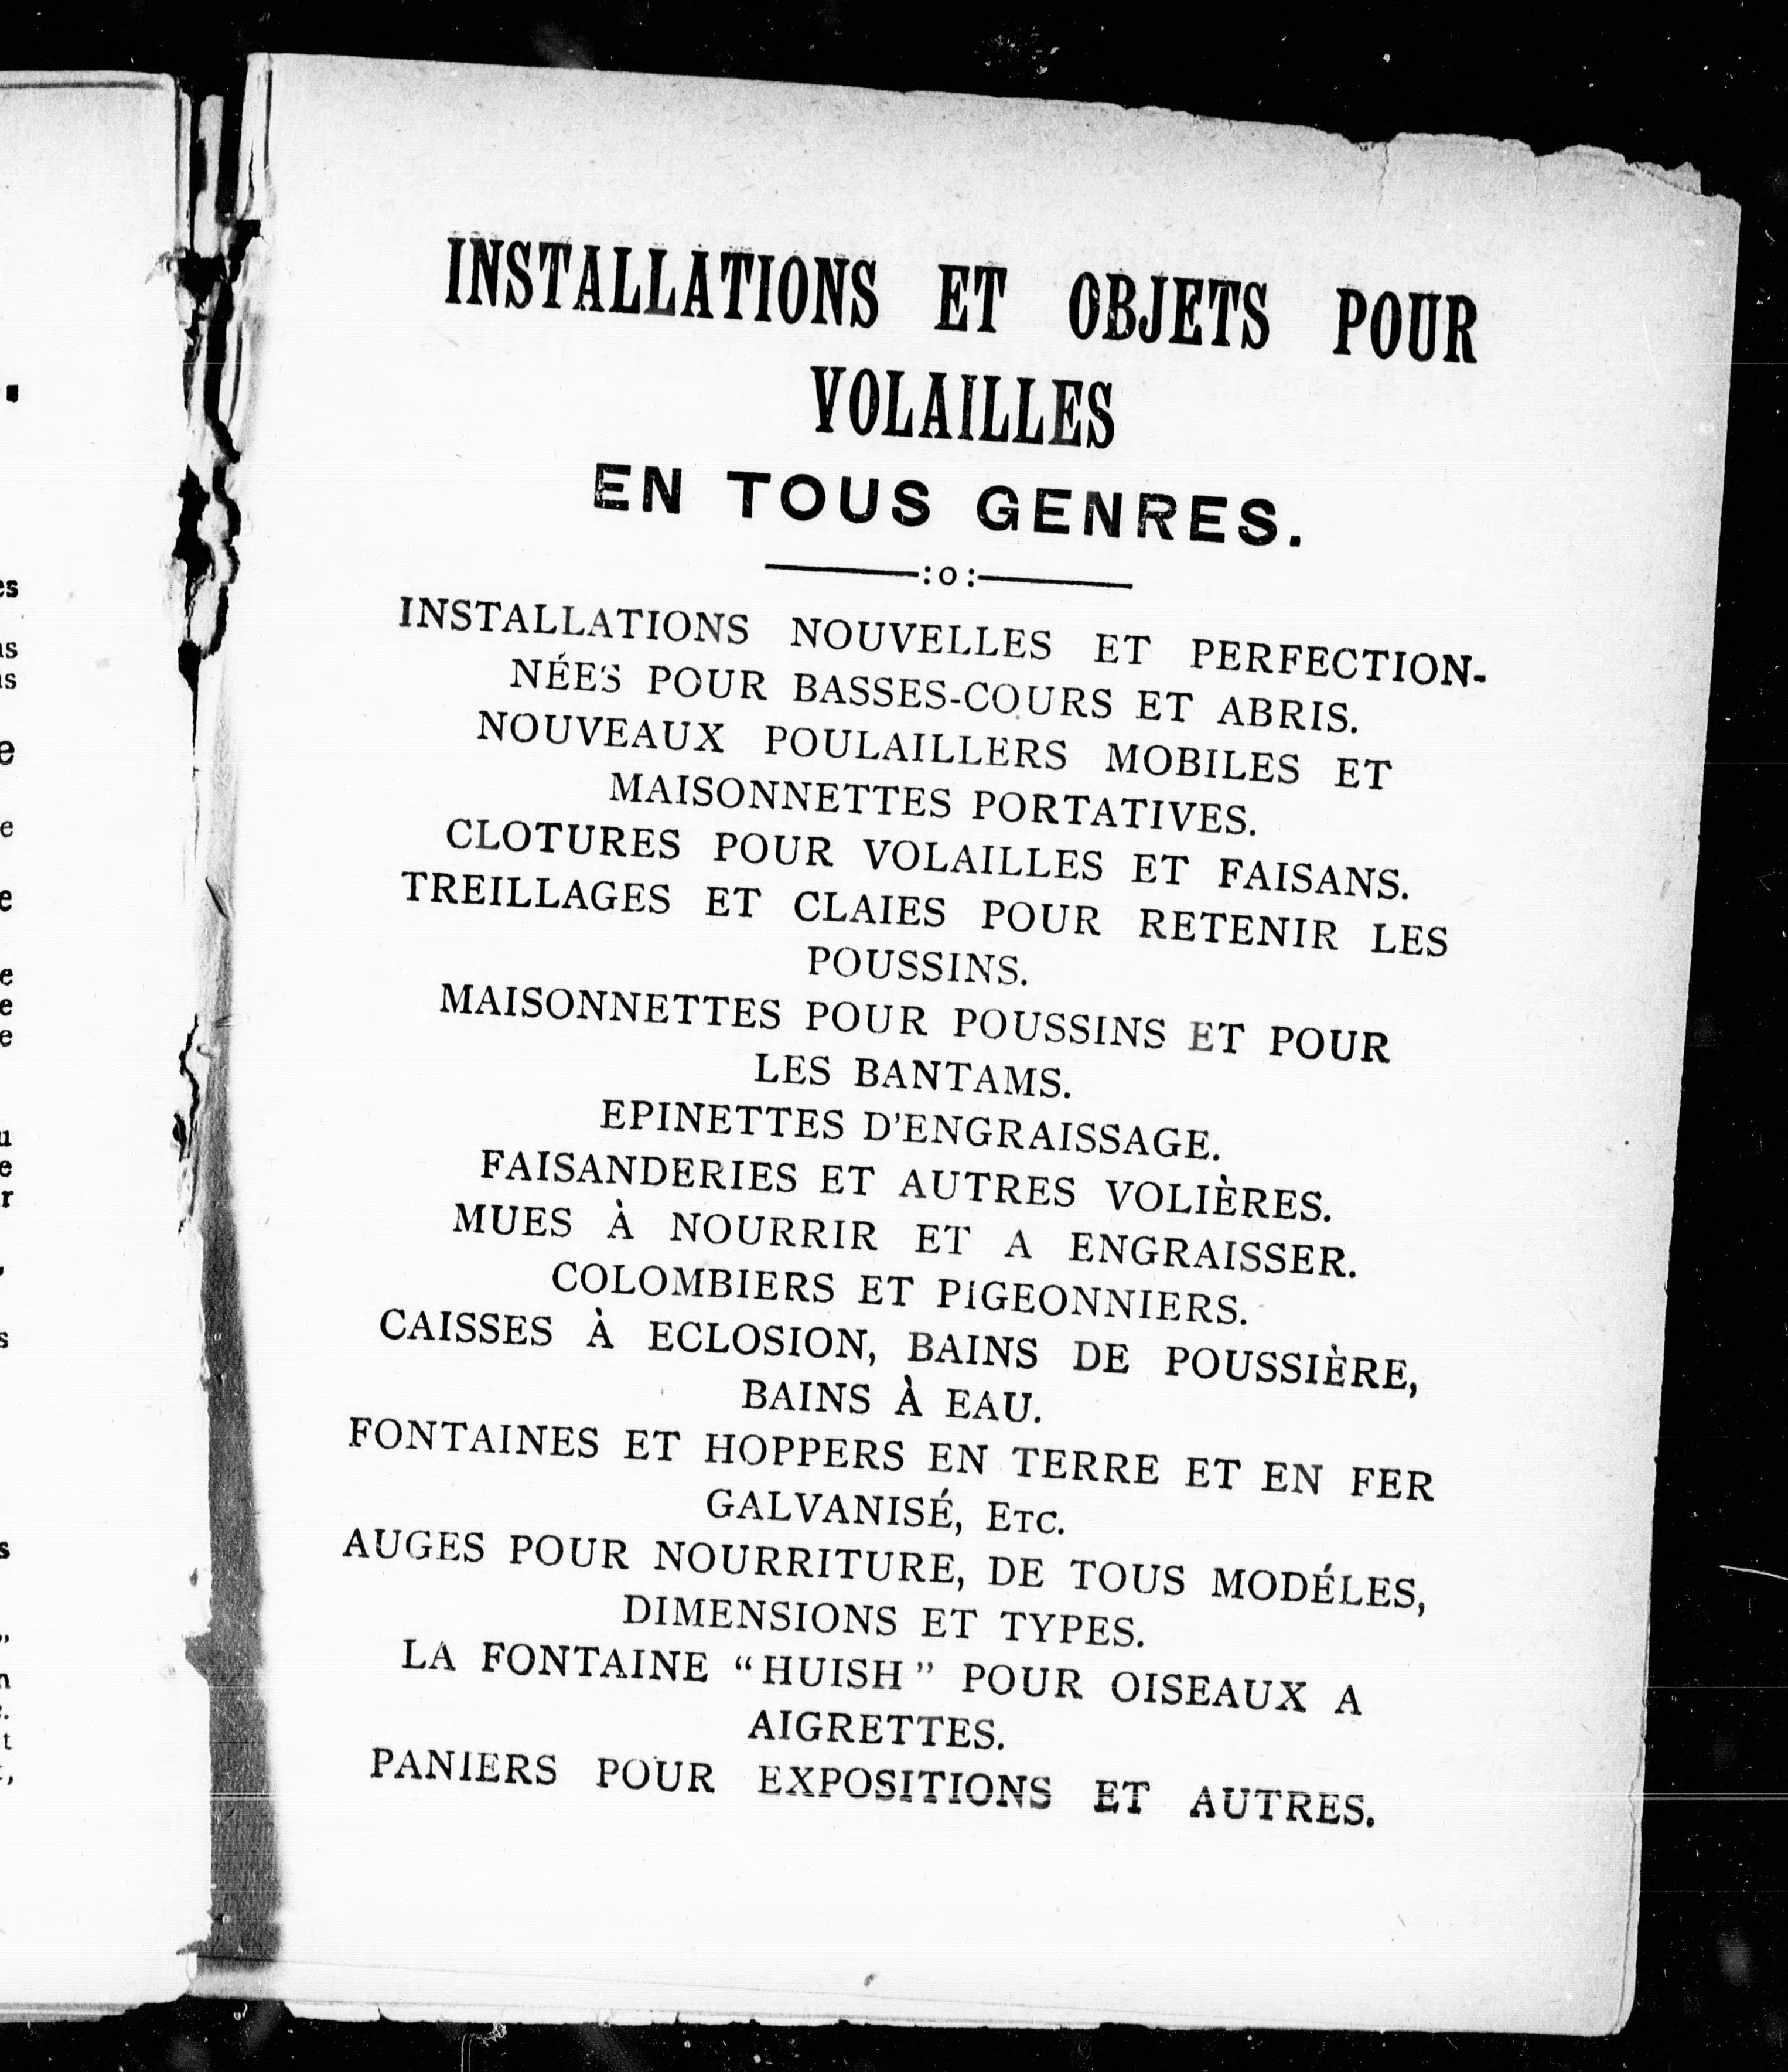 INSTALLATIONS ET OBJETS POUR
VOLAILLES
EN TOUS GENRES.
:o:
INSTALLATIONS NOUVELLES ET PERFECTION-
NÉES POUR BASSES-COURS ET ABRIS.
NOUVEAUX POULAILLERS MOBILES ET
MAISONNETTES PORTATIVES.
CLOTURES POUR VOLAILLES ET FAISANS.
TREILLAGES ET CLAIES POUR RETENIR LES
POUSSINS.
MAISONNETTES POUR POUSSINS ET POUR
LES BANTAMS.
EPINETTES D'ENGRAISSAGE.
FAISANDERIES ET AUTRES VOLIÈRES.
MUES À NOURRIR ET A ENGRAISSER.
COLOMBIERS ET PIGEONNIERS.
CAISSES À ECLOSION, BAINS DE POUSSIÈRE,
BAINS À EAU.
FONTAINES ET HOPPERS EN TERRE ET EN FER
GALVANISÉ, ETC.
AUGES POUR NOURRITURE, DE TOUS MODÉLES,
DIMENSIONS ET TYPES.
LA FONTAINE "HUISH" POUR OISEAUX A
AIGRETTES.
PANIERS POUR EXPOSITIONS ET AUTRES.